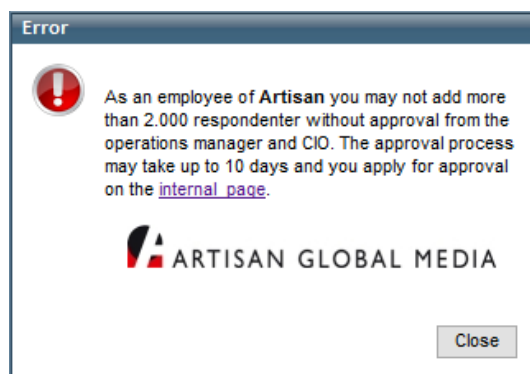 Error
As an employee of Artisan you may not add more
than 2.000 respondenter without approval from the
operations manager and CIO. The approval process
may take up to 10 days and you apply for approval
on the internal page.
ARTISAN GLOBAL MEDIA
Close